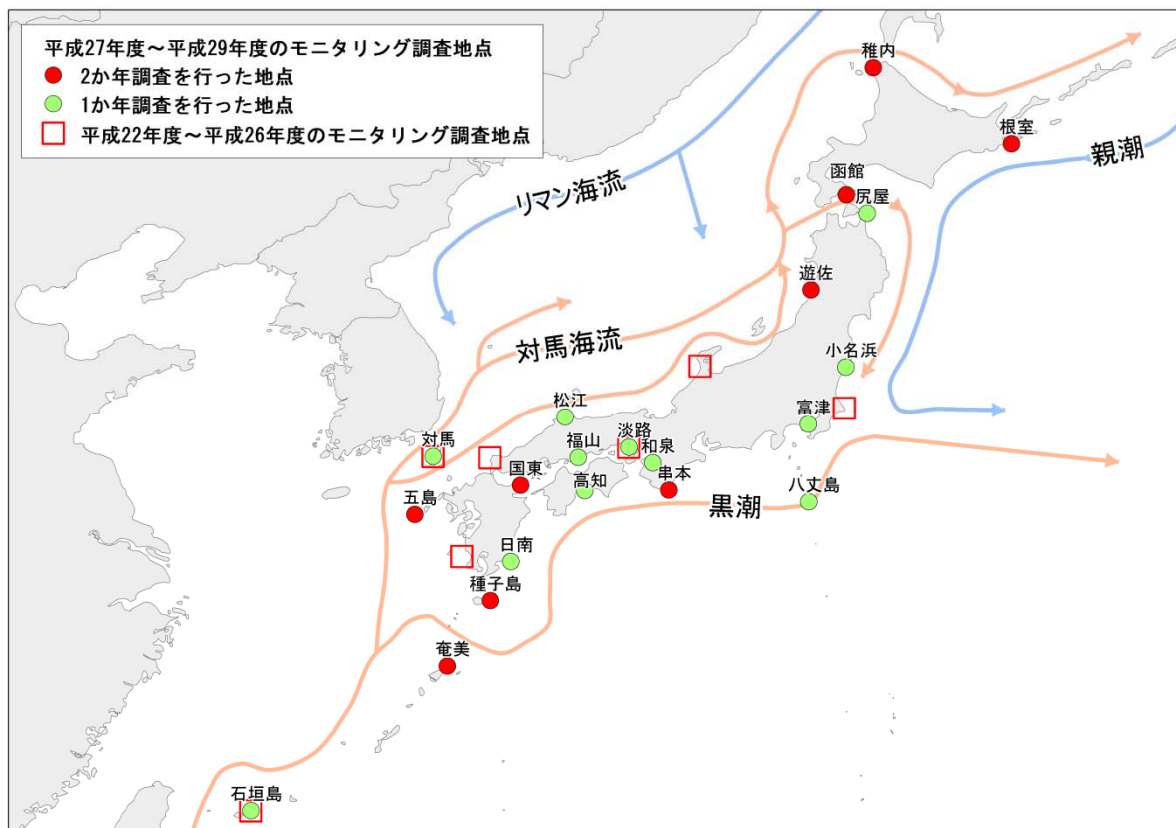 平成27年度～平成29年度のモニタリング調査地点
2か年調査を行った地点
1か年調査を行った地点
平成22年度～平成26年度のモニタリング調査地点
稚内
根室
親潮
函館
尻屋
リマン海流
遊佐
対馬海流
小名浜
松江
富津
対馬
福山
淡路
和泉
国東
高知
串本
八丈島
五島
黒潮
日南
種子島
奄美
石垣島